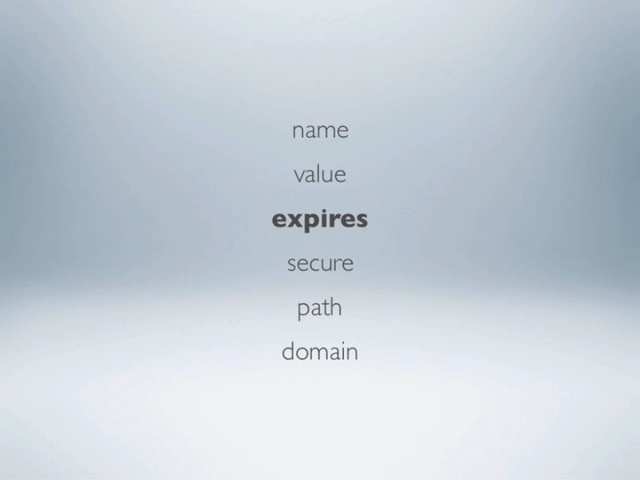 name
value
expires
secure
path
domain